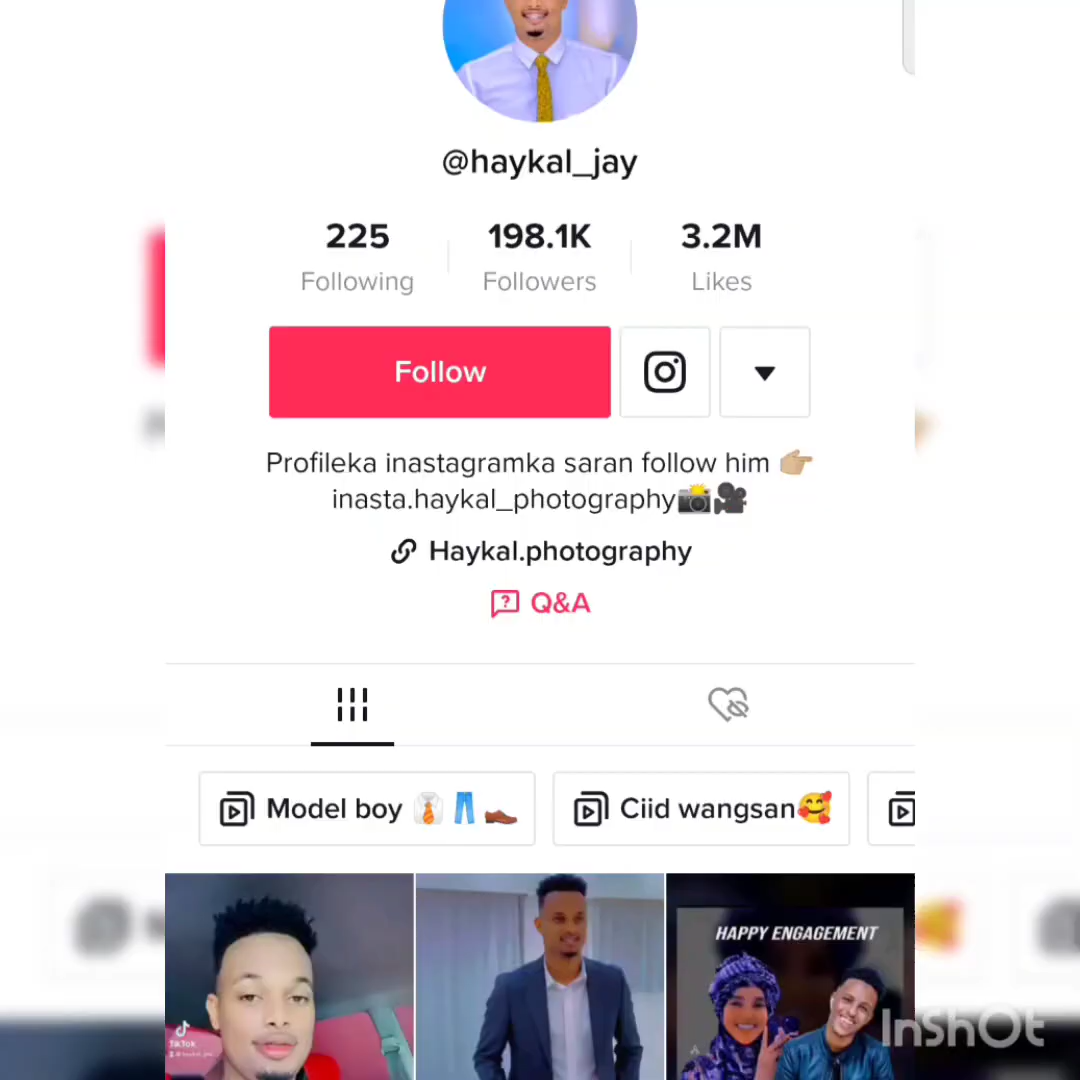 @haykal_jay
225
Following
198.1K
Followers
3.2M
Likes
Follow
Profileka inastagramka saran follow him 👉🏼
inasta.haykal_photography📸🎥
Haykal.photography
Q&A
Model boy 👔👖👞
Ciid wangsan🥰
HAPPY ENGAGEMENT
TikTok
InShOt